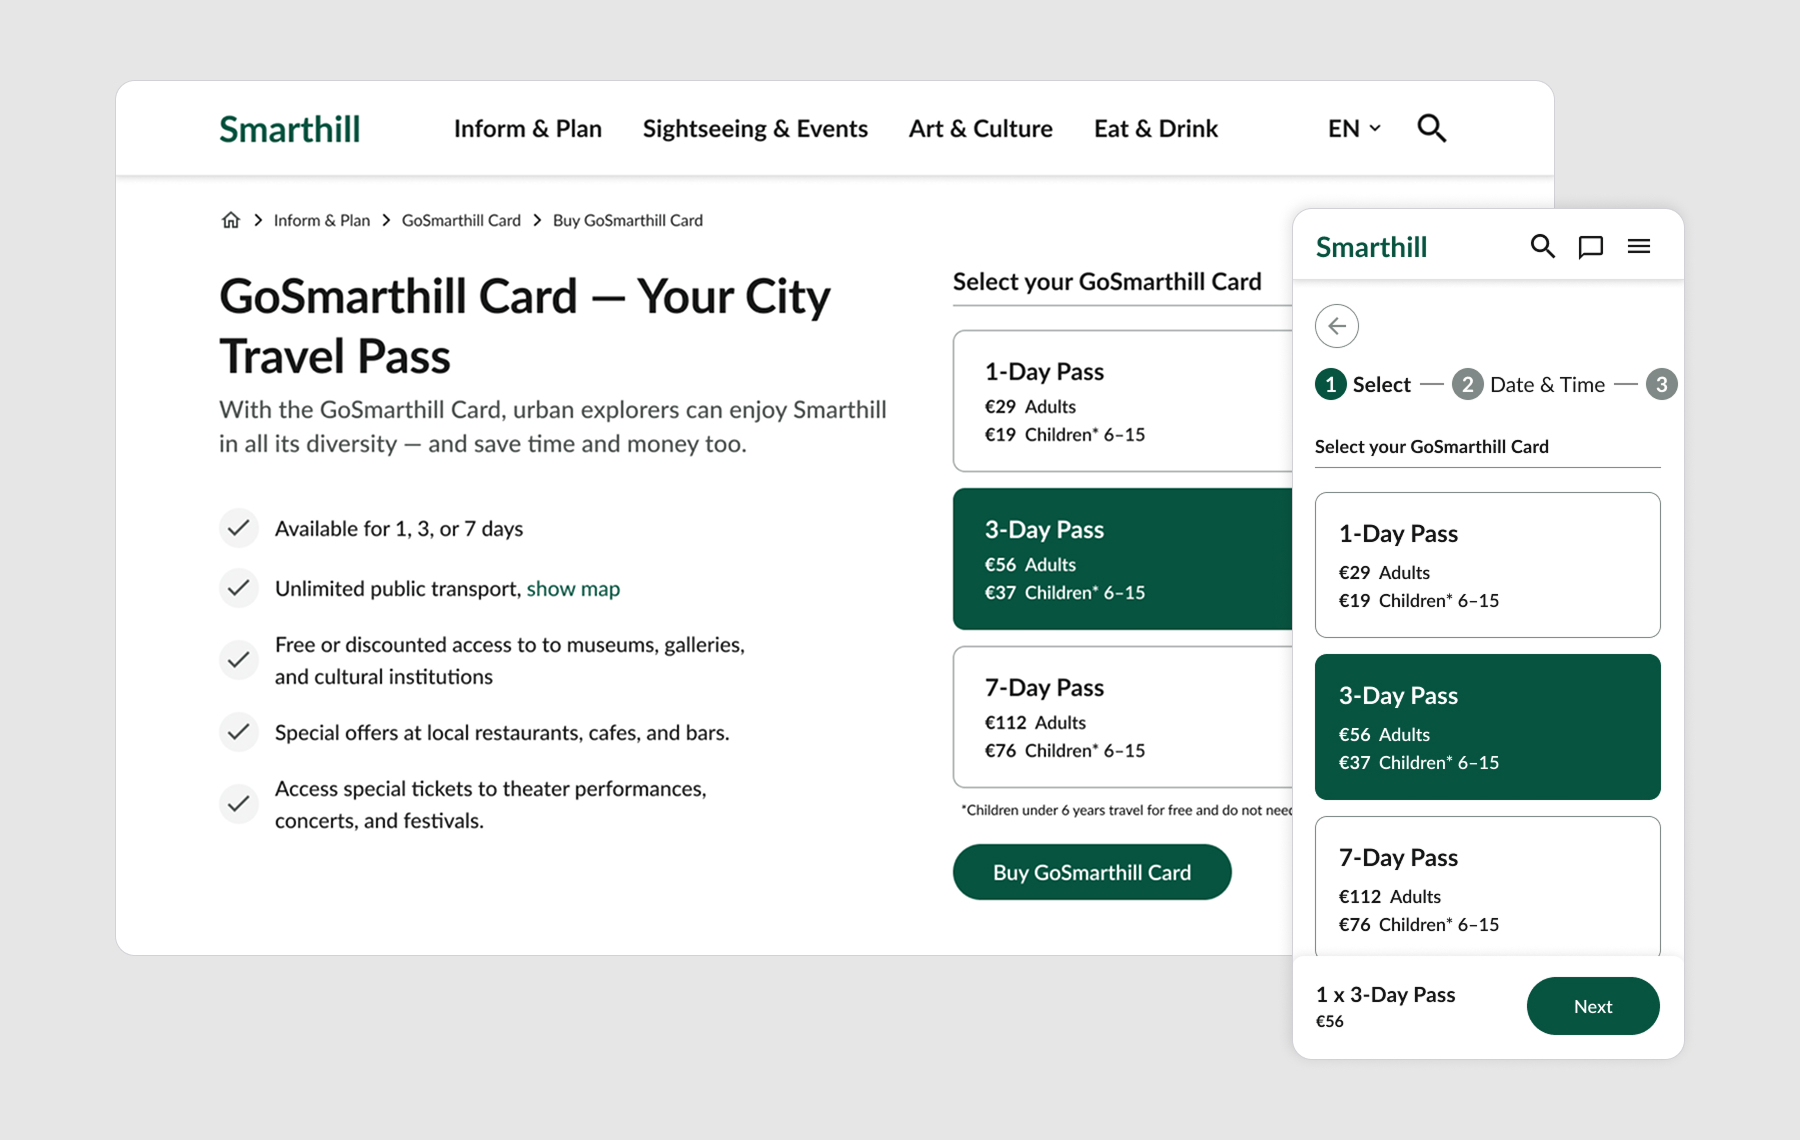 Smarthill
Inform & Plan
Sightseeing & Events
Art & Culture
Eat & Drink
EN
Inform & Plan
GoSmarthill Card
Buy GoSmarthill Card
GoSmarthill Card — Your City
Travel Pass
With the GoSmarthill Card, urban explorers can enjoy Smarthill
in all its diversity — and save time and money too.
Available for 1, 3, or 7 days
Unlimited public transport, show map
Free or discounted access to to museums, galleries,
and cultural institutions
Special offers at local restaurants, cafes, and bars.
Access special tickets to theater performances,
concerts, and festivals.
Select your GoSmarthill Card
1-Day Pass
€29 Adults
€19 Children* 6–15
3-Day Pass
€56 Adults
€37 Children* 6–15
7-Day Pass
€112 Adults
€76 Children* 6–15
*Children under 6 years travel for free and do not need
Buy GoSmarthill Card
Smarthill
1 Select — 2 Date & Time — 3
Select your GoSmarthill Card
1-Day Pass
€29 Adults
€19 Children* 6–15
3-Day Pass
€56 Adults
€37 Children* 6–15
7-Day Pass
€112 Adults
€76 Children* 6–15
1 x 3-Day Pass
€56
Next